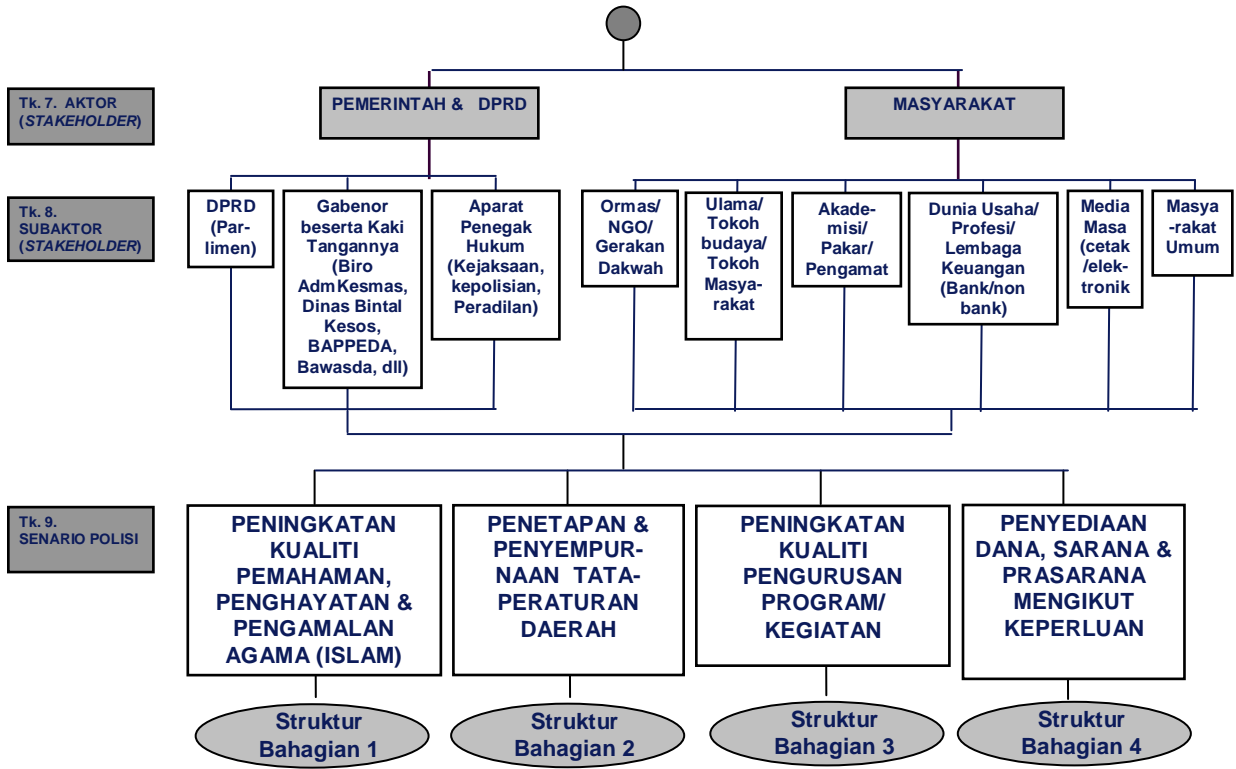 Tk. 7. AKTOR
(STAKEHOLDER)
PEMERINTAH & DPRD
MASYARAKAT
Tk. 8.
SUBAKTOR
(STAKEHOLDER)
DPRD
(Par-
limen)
Gabenor
beserta Kaki
Tangannya
(Biro
AdmKesmas,
Dinas Bintal
Kesos,
BAPPEDA,
Bawasda, dll)
Aparat
Penegak
Hukum
(Kejaksaan,
kepolisian,
Peradilan)
Ormas/
NGO/
Gerakan
Dakwah
Ulama/
Tokoh
budaya/
Tokoh
Masya-
rakat
Akade-
misi/
Pakar/
Pengamat
Dunia Usaha/
Profesi/
Lembaga
Keuangan
(Bank/non
bank)
Media
Masa
(cetak
/elek-
tronik
Masya
-rakat
Umum
Tk. 9.
SENARIO POLISI
PENINGKATAN
KUALITI
PEMAHAMAN,
PENGHAYATAN &
PENGAMALAN
AGAMA (ISLAM)
PENETAPAN &
PENYEMPUR-
NAAN TATA-
PERATURAN
DAERAH
PENINGKATAN
KUALITI
PENGURUSAN
PROGRAM/
KEGIATAN
PENYEDIAAN
DANA, SARANA &
PRASARANA
MENGIKUT
KEPERLUAN
Struktur
Bahagian 1
Struktur
Bahagian 2
Struktur
Bahagian 3
Struktur
Bahagian 4